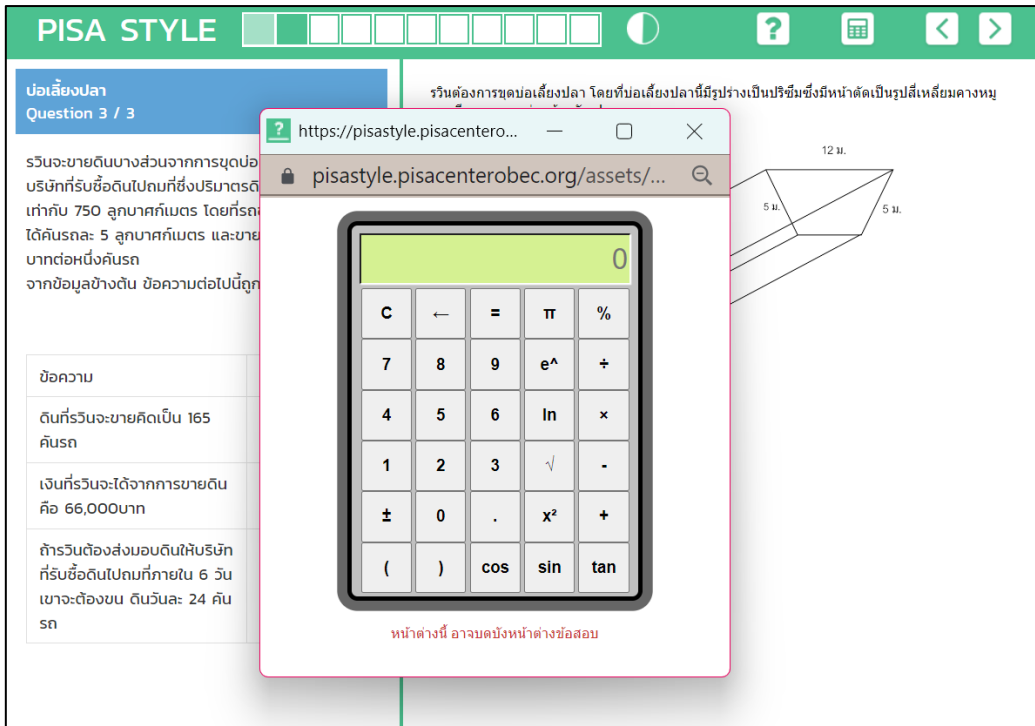 PISA STYLE
?
บ่อเลี้ยงปลา
Question 3 / 3
รวินจะขายดินบางส่วนจากการขุดบ่อ
บริษัทที่รับซื้อดินไปถมที่ซึ่งปริมาตรดิ
เท่ากับ 750 ลูกบาศก์เมตร โดยที่รถ
ได้คันรถละ 5 ลูกบาศก์เมตร และขาย
บาทต่อหนึ่งคันรถ
จากข้อมูลข้างต้น ข้อความต่อไปนี้ถูก
ข้อความ
ดินที่รวินจะขายคิดเป็น 165
คันรถ
เงินที่รวินจะได้จากการขายดิน
คือ 66,000บาท
ถ้ารวินต้องส่งมอบดินให้บริษัท
ที่รับซื้อดินไปถมที่ภายใน 6 วัน
เขาจะต้องขน ดินวันละ 24 คัน
รถ
รวินต้องการขุดบ่อเลี้ยงปลา โดยที่บ่อเลี้ยงปลานี้มีรูปร่างเป็นปริซึมซึ่งมีหน้าตัดเป็นรูปสี่เหลี่ยมคางหมู
12 ม.
5 ม.
5 ม.
? https://pisastyle.pisacentero...
pisastyle.pisacenterobec.org/assets/...
0
C ← = π %
7 8 9 e^ ÷
4 5 6 ln ×
1 2 3 √ -
± 0 . x² +
( ) cos sin tan
หน้าต่างนี้ อาจบดบังหน้าต่างข้อสอบ